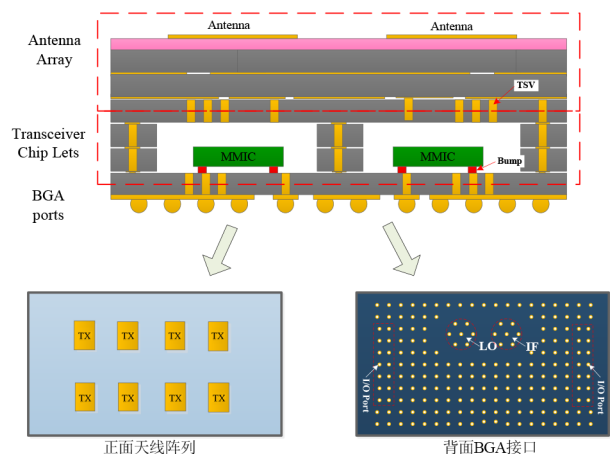 Antenna
Antenna
Antenna
Array
TSV
Transceiver
Chip Lets
MMIC
MMIC
Bump
BGA
ports
TX TX TX TX
TX TX TX TX
LO
IF
I/O Port
I/O Port
正面天线阵列
背面BGA接口